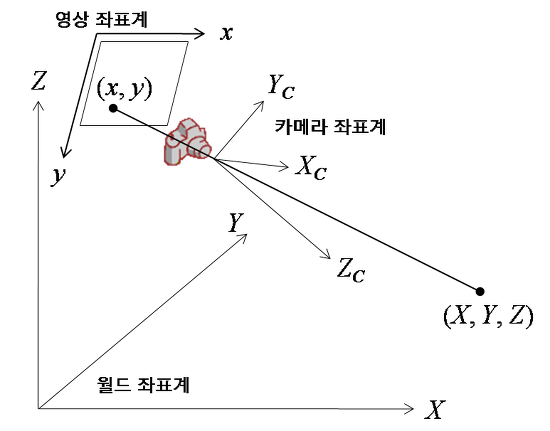 영상 좌표계
x
Z
(x, y)
Y_C
카메라 좌표계
y
X_C
Y
Z_C
(X, Y, Z)
월드 좌표계
X